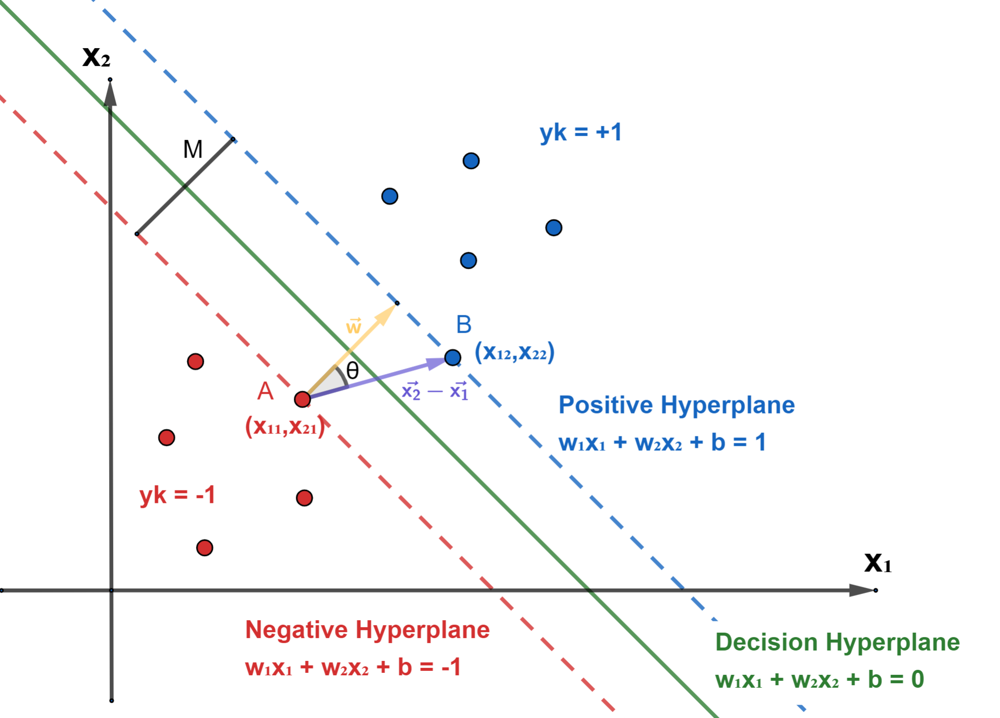 x₂
yk = +1
M
w⃗
B
(x₁₂,x₂₂)
θ
x⃗₂ − x⃗₁
A
(x₁₁,x₂₁)
Positive Hyperplane
w₁x₁ + w₂x₂ + b = 1
yk = -1
x₁
Negative Hyperplane
w₁x₁ + w₂x₂ + b = -1
Decision Hyperplane
w₁x₁ + w₂x₂ + b = 0